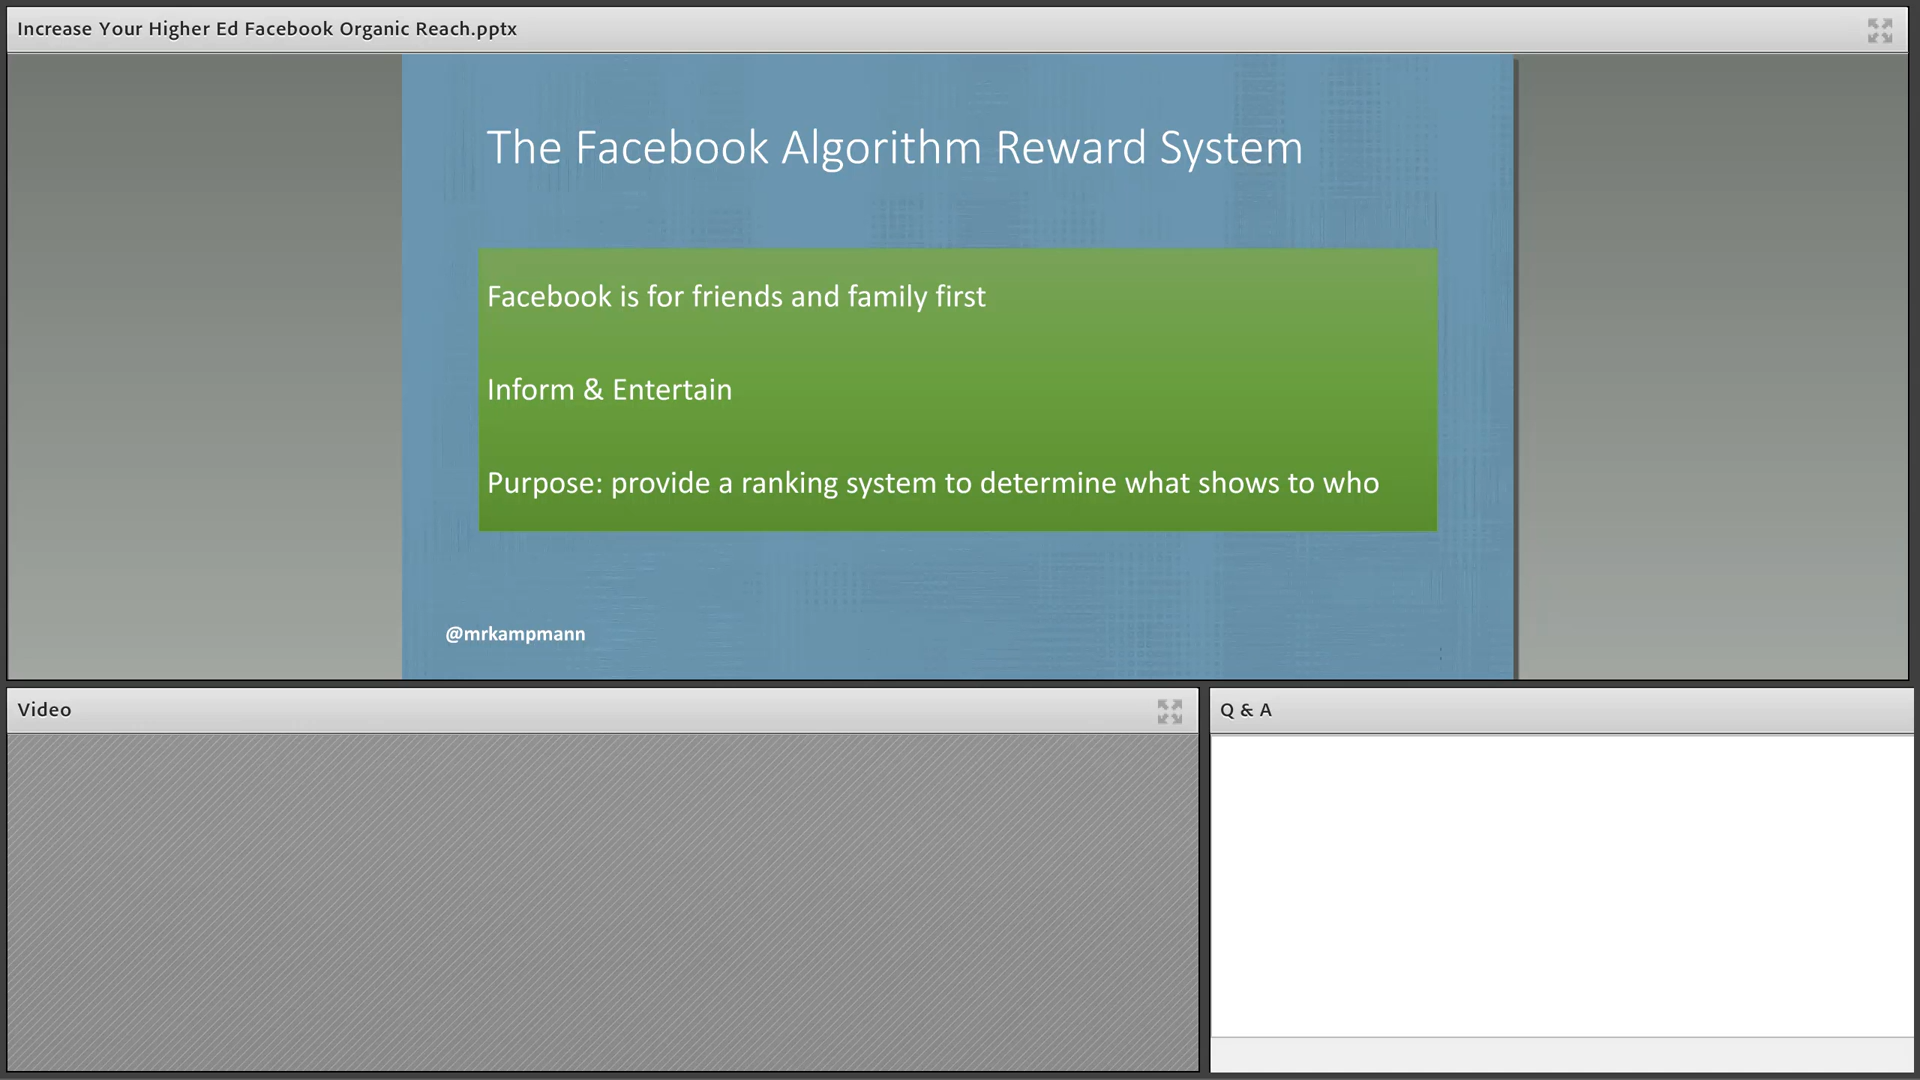 Increase Your Higher Ed Facebook Organic Reach.pptx
The Facebook Algorithm Reward System
Facebook is for friends and family first
Inform & Entertain
Purpose: provide a ranking system to determine what shows to who
@mrkampmann
Video
Q & A